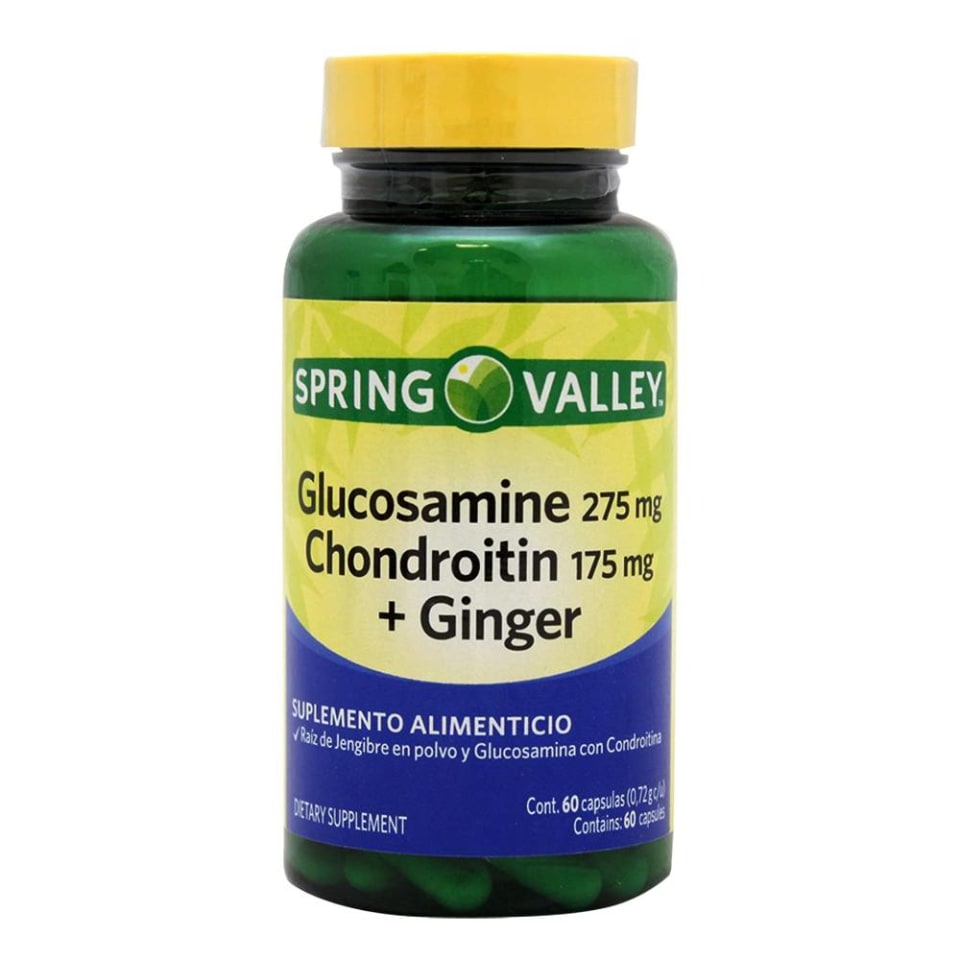 SPRING VALLEY™
Glucosamine 275 mg
Chondroitin 175 mg
+ Ginger
SUPLEMENTO ALIMENTICIO
✓ Raíz de Jengibre en polvo y Glucosamina con Condroitina
Cont. 60 capsulas (0,72 g c/u)
DIETARY SUPPLEMENT Contains: 60 capsules